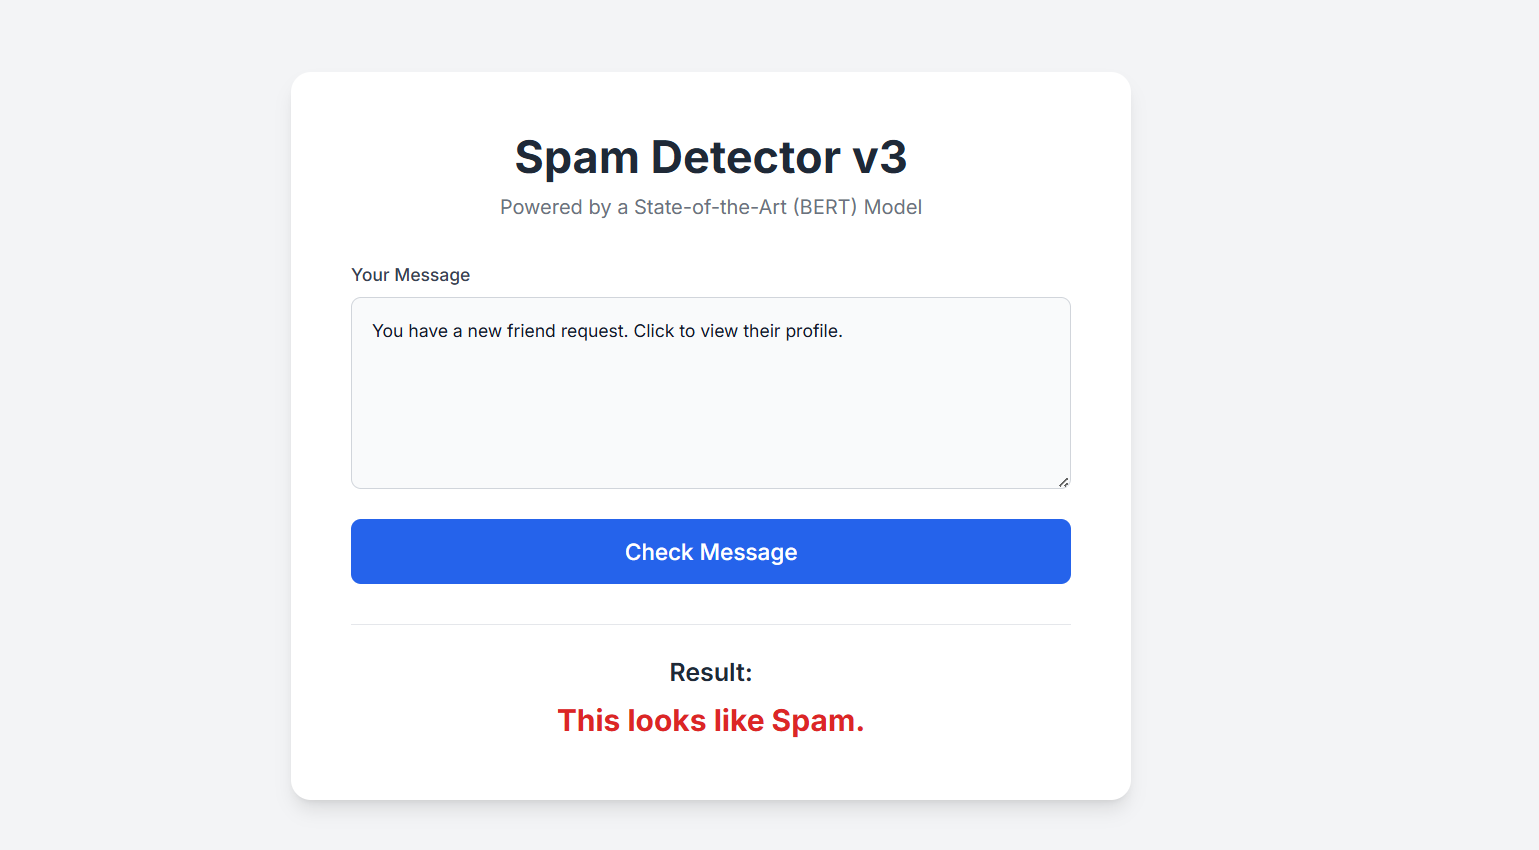 Spam Detector v3
Powered by a State-of-the-Art (BERT) Model
Your Message
You have a new friend request. Click to view their profile.
Check Message
Result:
This looks like Spam.